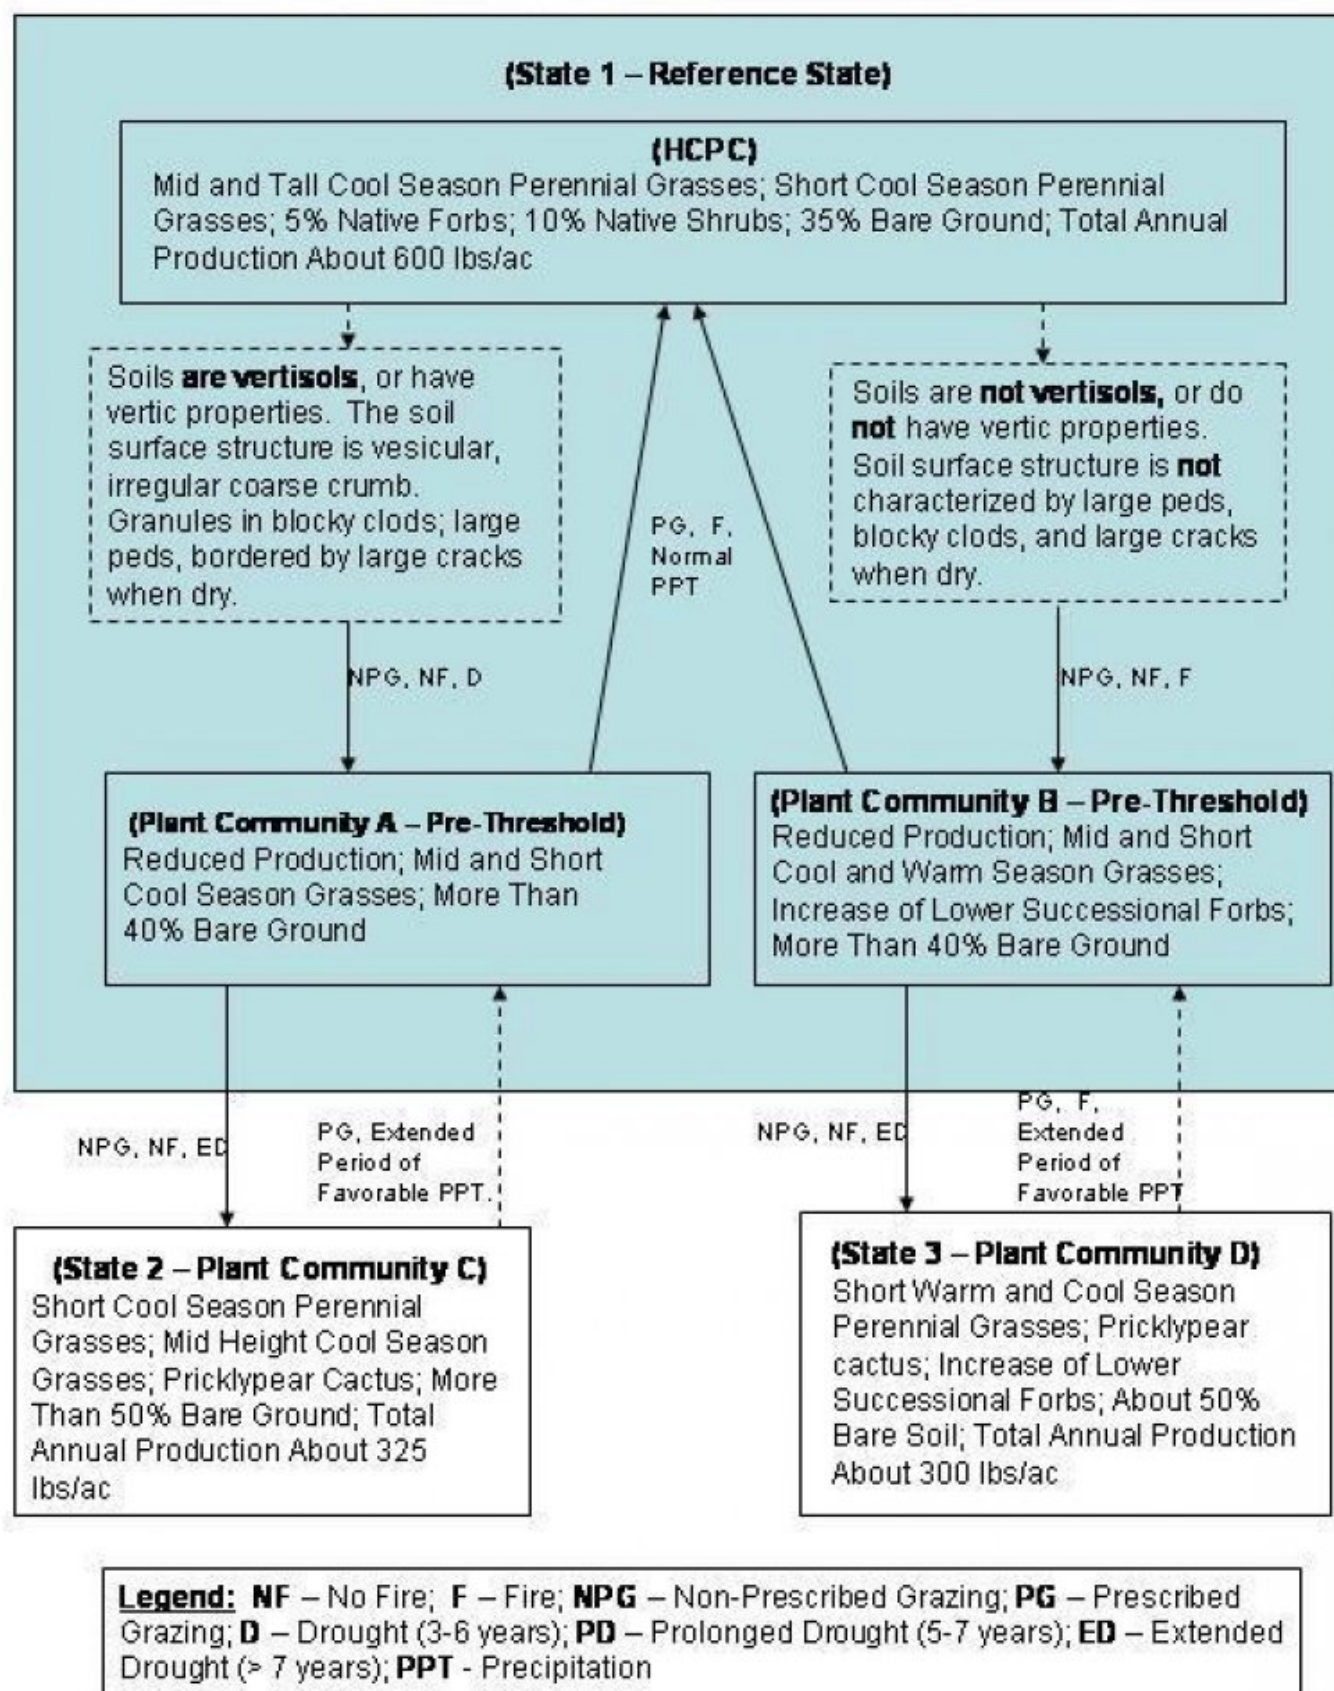 (State 1 – Reference State)
(HCPC)
Mid and Tall Cool Season Perennial Grasses; Short Cool Season Perennial
Grasses; 5% Native Forbs; 10% Native Shrubs; 35% Bare Ground; Total Annual
Production About 600 lbs/ac
Soils are vertisols, or have
vertic properties. The soil
surface structure is vesicular,
irregular coarse crumb.
Granules in blocky clods; large
peds, bordered by large cracks
when dry.
PG, F,
Normal
PPT
Soils are not vertisols, or do
not have vertic properties.
Soil surface structure is not
characterized by large peds,
blocky clods, and large cracks
when dry.
NPG, NF, D
NPG, NF, F
(Plant Community A – Pre-Threshold)
Reduced Production; Mid and Short
Cool Season Grasses; More Than
40% Bare Ground
(Plant Community B – Pre-Threshold)
Reduced Production; Mid and Short
Cool and Warm Season Grasses;
Increase of Lower Successional Forbs;
More Than 40% Bare Ground
NPG, NF, ED
PG, Extended
Period of
Favorable PPT.
NPG, NF, ED
PG, F,
Extended
Period of
Favorable PPT
(State 2 – Plant Community C)
Short Cool Season Perennial
Grasses; Mid Height Cool Season
Grasses; Pricklypear Cactus; More
Than 50% Bare Ground; Total
Annual Production About 325
lbs/ac
(State 3 – Plant Community D)
Short Warm and Cool Season
Perennial Grasses; Pricklypear
cactus; Increase of Lower
Successional Forbs; About 50%
Bare Soil; Total Annual Production
About 300 lbs/ac
Legend: NF – No Fire; F – Fire; NPG – Non-Prescribed Grazing; PG – Prescribed
Grazing; D – Drought (3-6 years); PD – Prolonged Drought (5-7 years); ED – Extended
Drought (> 7 years); PPT - Precipitation